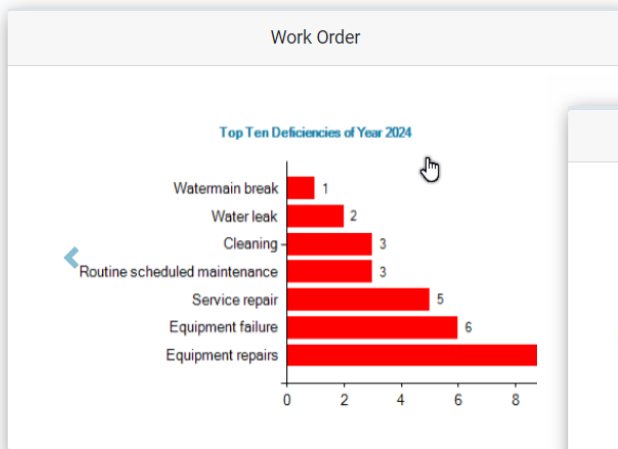 Work Order
Top Ten Deficiencies of Year 2024
Watermain break 1
Water leak 2
Cleaning 3
Routine scheduled maintenance 3
Service repair 5
Equipment failure 6
Equipment repairs
0 2 4 6 8